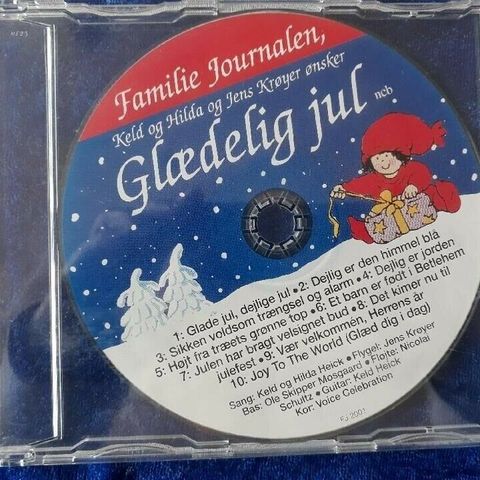 Familie Journalen,
Keld og Hilda og Jens Krøyer ønsker
Glædelig jul
ncb
1: Glade jul, dejlige jul • 2: Dejlig er den himmel blå
3: Sikken voldsom trængsel og alarm • 4: Dejlig er jorden
5: Højt fra træets grønne top • 6: Et barn er født i Betlehem
7: Julen har bragt velsignet bud • 8: Det kimer nu til
julefest • 9: Vær velkommen, Herrens år
10: Joy To The World (Glæd dig i dag)
Sang: Keld og Hilda Heick • Flygel: Jens Krøyer
Bas: Ole Skipper Mosgaard • Fløjte: Nicolai
Schultz • Guitar: Keld Heick
Kor: Voice Celebration
FJ 2001